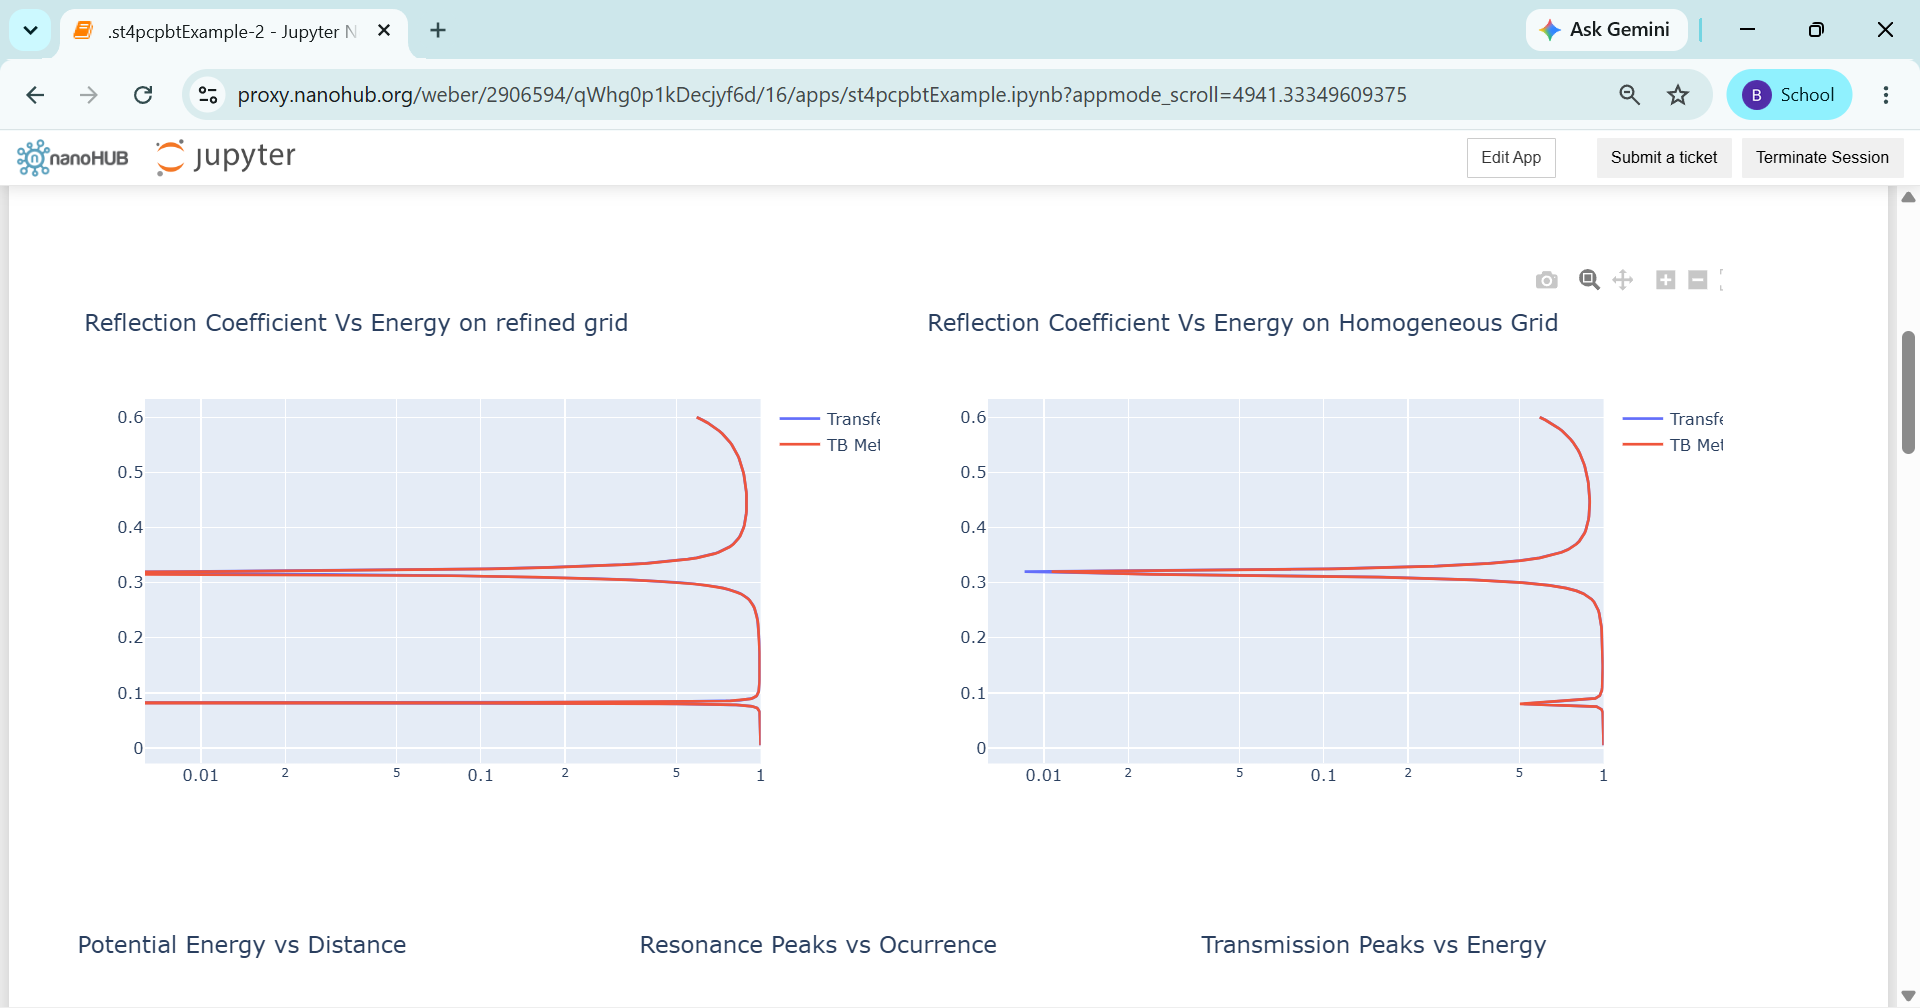 .st4pcpbtExample-2 - Jupyter N
Ask Gemini
proxy.nanohub.org/weber/2906594/qWhg0p1kDecjyf6d/16/apps/st4pcpbtExample.ipynb?appmode_scroll=4941.33349609375
B School
nanoHUB
jupyter
Edit App
Submit a ticket
Terminate Session
Reflection Coefficient Vs Energy on refined grid
0.6
0.5
0.4
0.3
0.2
0.1
0
0.01 2 5 0.1 2 5 1
Transfe
TB Met
Reflection Coefficient Vs Energy on Homogeneous Grid
0.6
0.5
0.4
0.3
0.2
0.1
0
0.01 2 5 0.1 2 5 1
Transfe
TB Met
Potential Energy vs Distance
Resonance Peaks vs Ocurrence
Transmission Peaks vs Energy